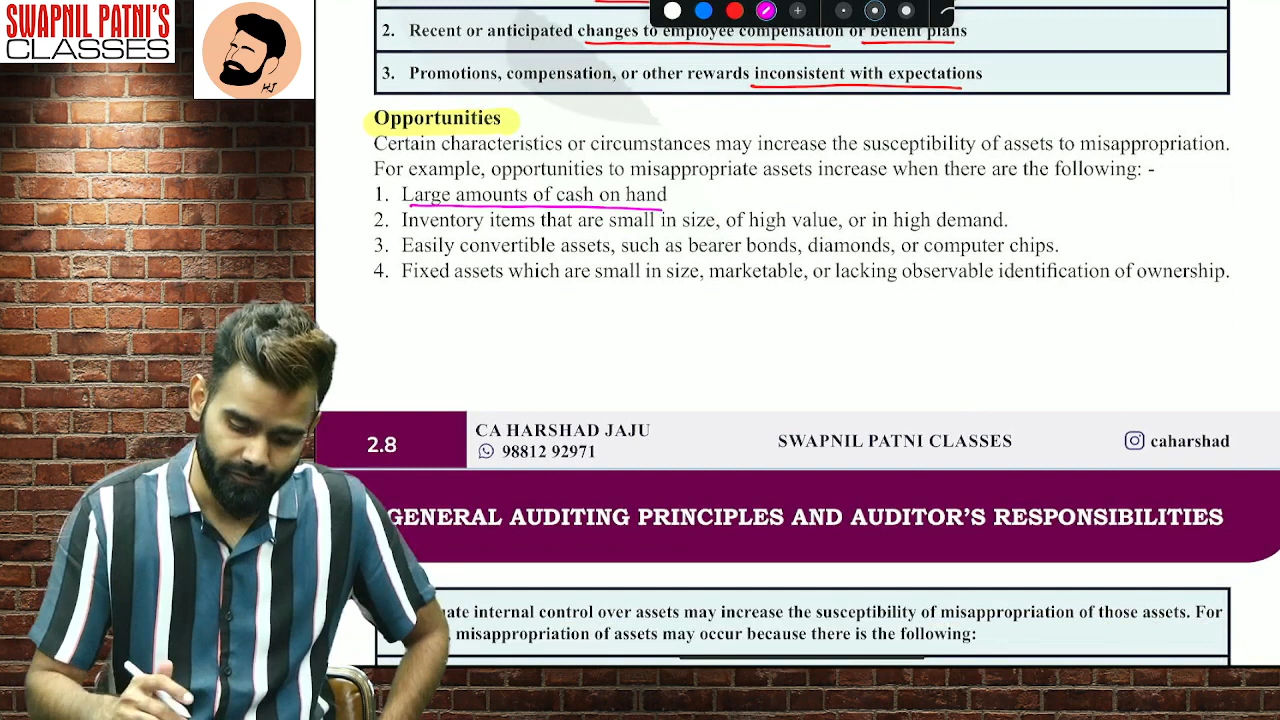 SWAPNIL PATNI'S
CLASSES
HJ
2. Recent or anticipated changes to employee compensation or benefit plans
3. Promotions, compensation, or other rewards inconsistent with expectations
Opportunities
Certain characteristics or circumstances may increase the susceptibility of assets to misappropriation.
For example, opportunities to misappropriate assets increase when there are the following: -
1. Large amounts of cash on hand
2. Inventory items that are small in size, of high value, or in high demand.
3. Easily convertible assets, such as bearer bonds, diamonds, or computer chips.
4. Fixed assets which are small in size, marketable, or lacking observable identification of ownership.
2.8
CA HARSHAD JAJU
98812 92971
SWAPNIL PATNI CLASSES
caharshad
GENERAL AUDITING PRINCIPLES AND AUDITOR'S RESPONSIBILITIES
internal control over assets may increase the susceptibility of misappropriation of those assets. For
misappropriation of assets may occur because there is the following: